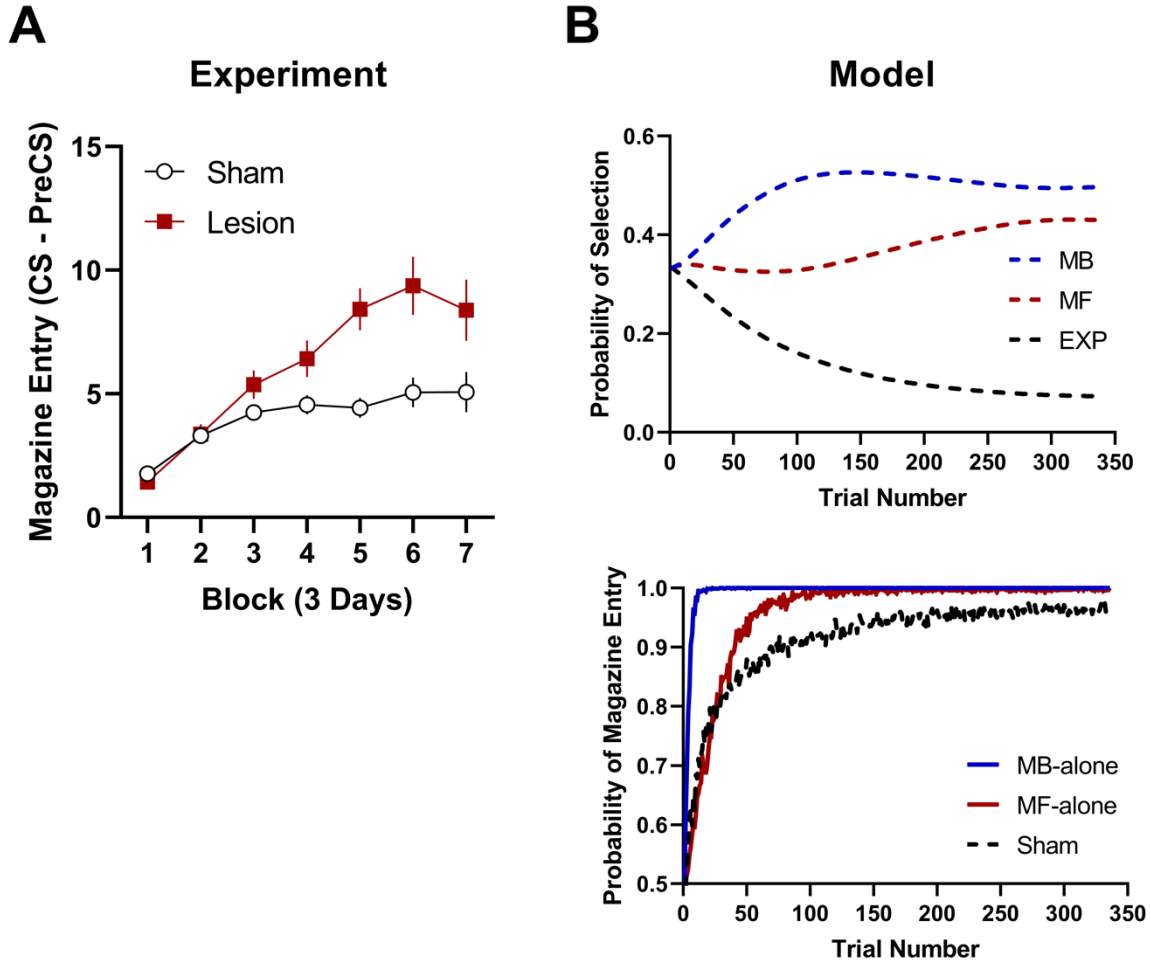 A
Experiment
Magazine Entry (CS - PreCS)
15
10
5
0
Sham
Lesion
1 2 3 4 5 6 7
Block (3 Days)
B
Model
Probability of Selection
0.6
0.4
0.2
0.0
MB
MF
EXP
0 50 100 150 200 250 300 350
Trial Number
Probability of Magazine Entry
1.0
0.9
0.8
0.7
0.6
0.5
MB-alone
MF-alone
Sham
0 50 100 150 200 250 300 350
Trial Number